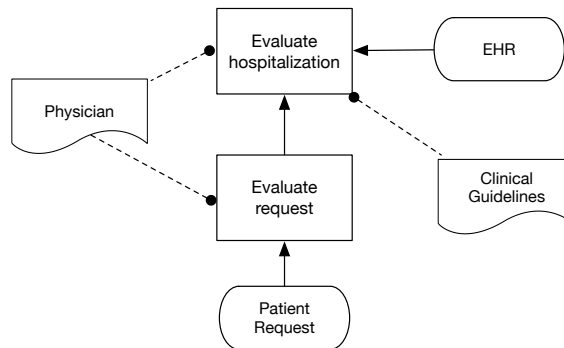 Evaluate
hospitalization
EHR
Physician
Evaluate
request
Clinical
Guidelines
Patient
Request